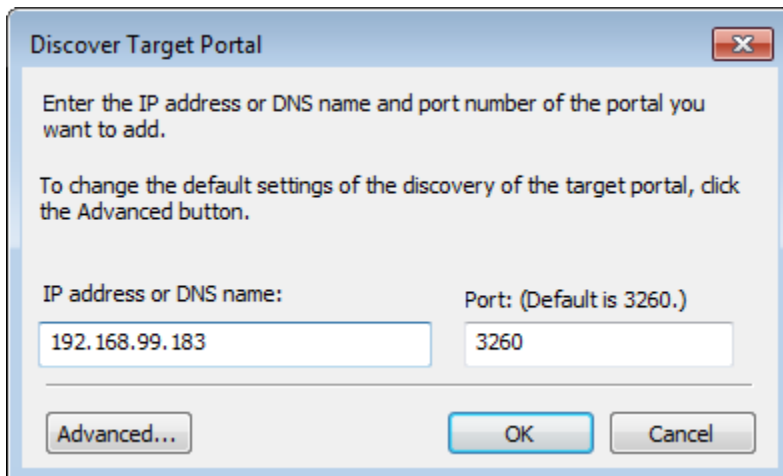 Discover Target Portal
Enter the IP address or DNS name and port number of the portal you
want to add.
To change the default settings of the discovery of the target portal, click
the Advanced button.
IP address or DNS name:
Port: (Default is 3260.)
192.168.99.183
3260
Advanced...
OK
Cancel